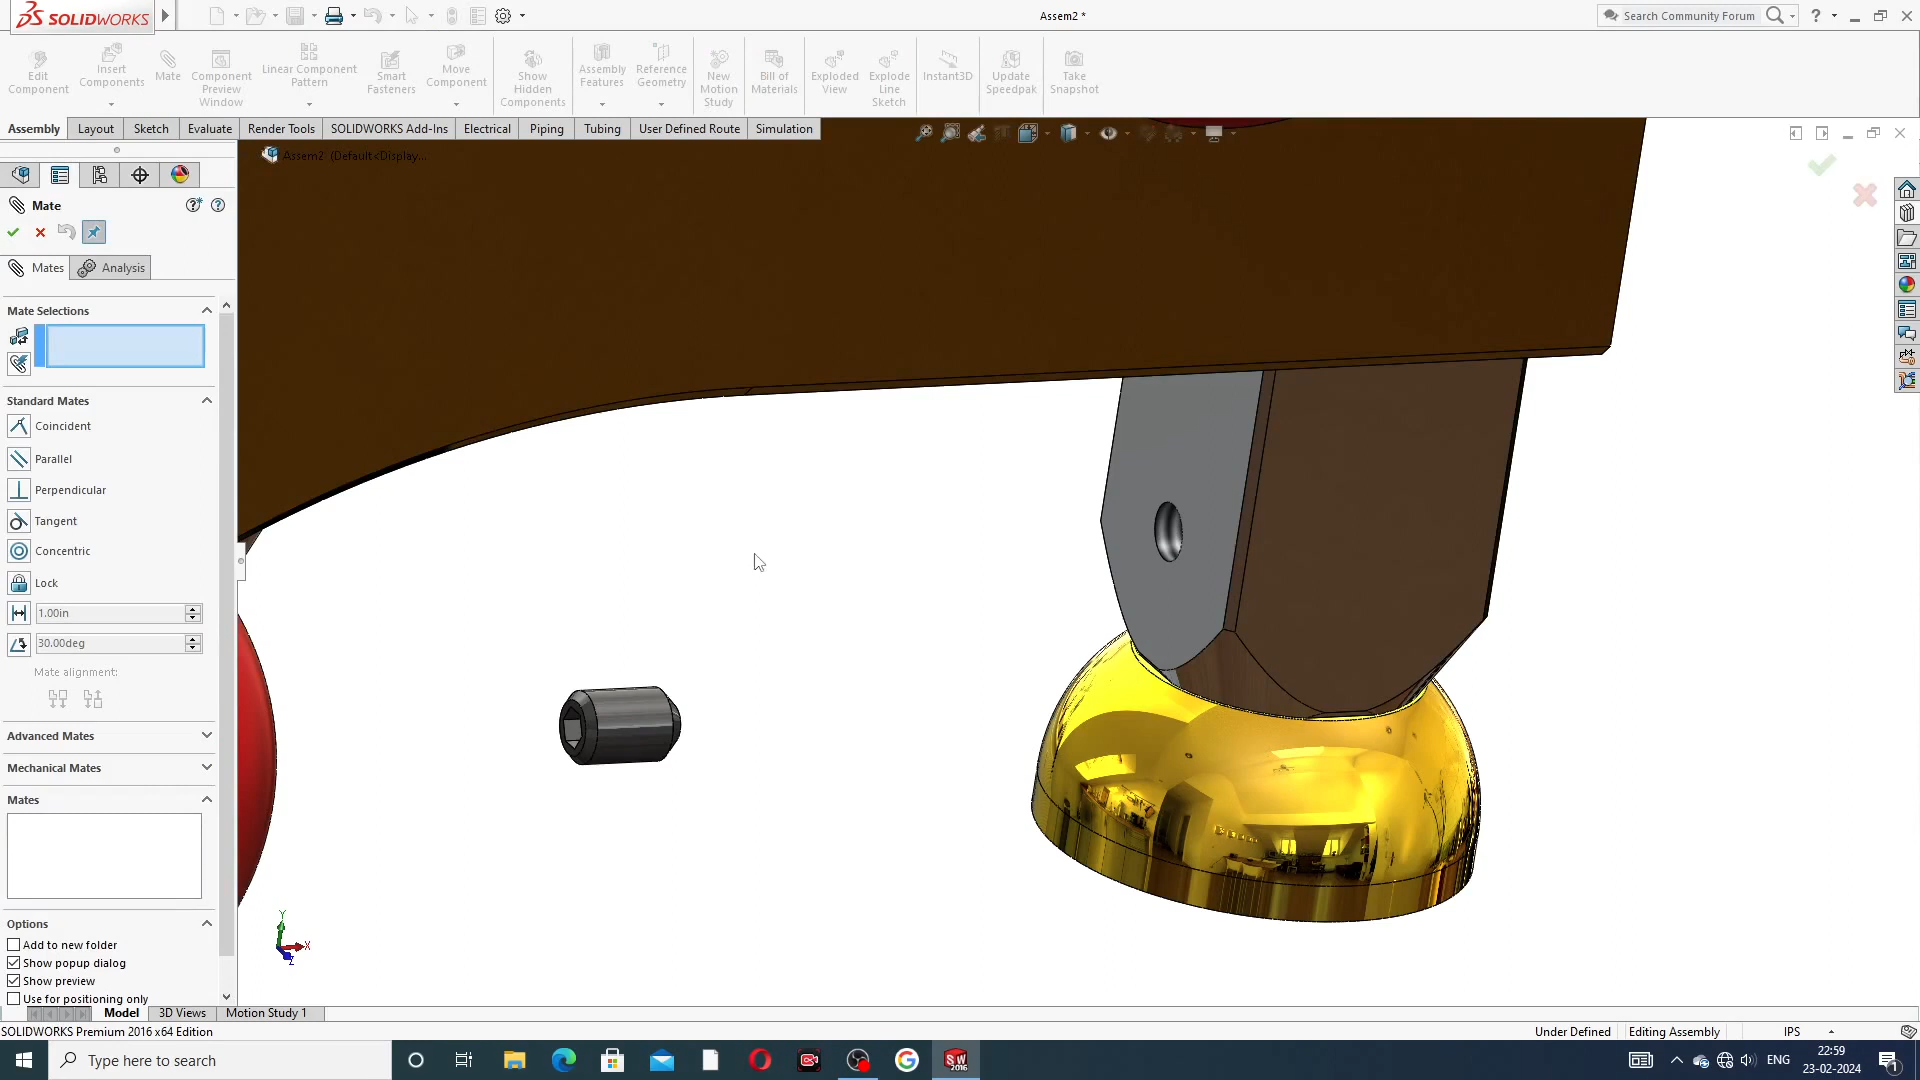 SOLIDWORKS
Assem2 *
Search Community Forum
?
Edit Component
Insert Components
Mate
Component Preview Window
Linear Component Pattern
Smart Fasteners
Move Component
Show Hidden Components
Assembly Features
Reference Geometry
New Motion Study
Bill of Materials
Exploded View
Explode Line Sketch
Instant3D
Update Speedpak
Take Snapshot
Assembly
Layout
Sketch
Evaluate
Render Tools
SOLIDWORKS Add-Ins
Electrical
Piping
Tubing
User Defined Route
Simulation
Assem2 (Default<Display...
Mate
Mates
Analysis
Mate Selections
Standard Mates
Coincident
Parallel
Perpendicular
Tangent
Concentric
Lock
1.00in
30.00deg
Mate alignment:
Advanced Mates
Mechanical Mates
Mates
Options
Add to new folder
Show popup dialog
Show preview
Use for positioning only
Y
X
Z
Model
3D Views
Motion Study 1
SOLIDWORKS Premium 2016 x64 Edition
Under Defined
Editing Assembly
IPS
Type here to search
SW
2016
ENG
22:59
23-02-2024
1